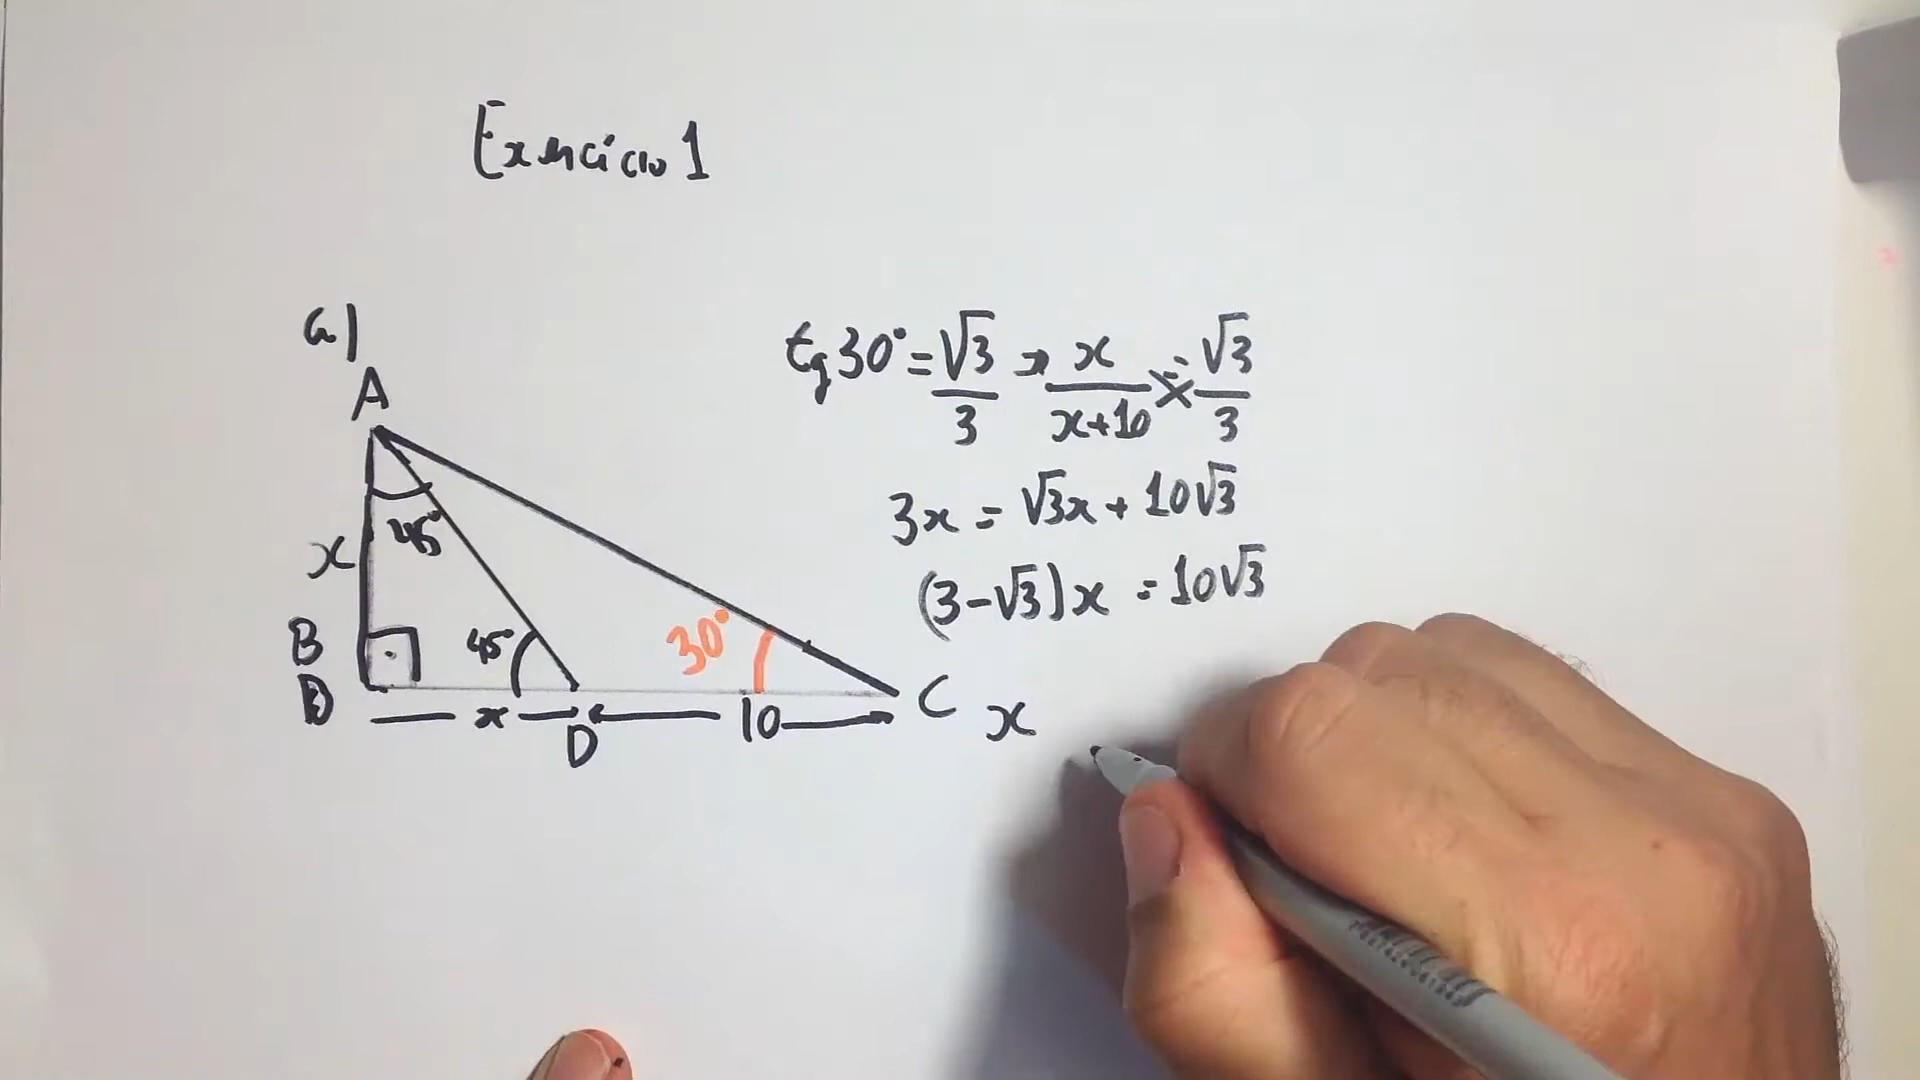 Exercício 1
a)
A
45°
x
B
D
45°
30°
C
x
D
10
tg 30° = √3/3 → x/(x+10) = √3/3
3x = √3x + 10√3
(3-√3)x = 10√3
x